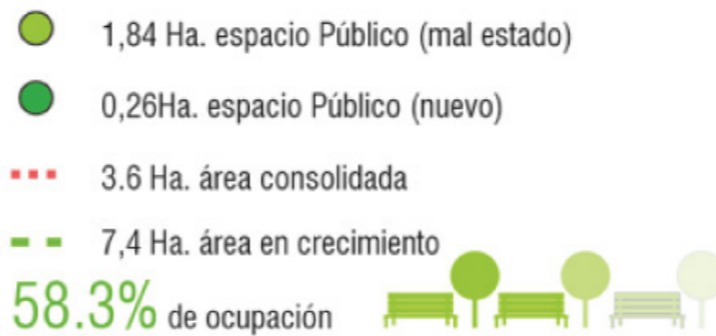 1,84 Ha. espacio Público (mal estado)
0,26Ha. espacio Público (nuevo)
3.6 Ha. área consolidada
7,4 Ha. área en crecimiento
58.3% de ocupación